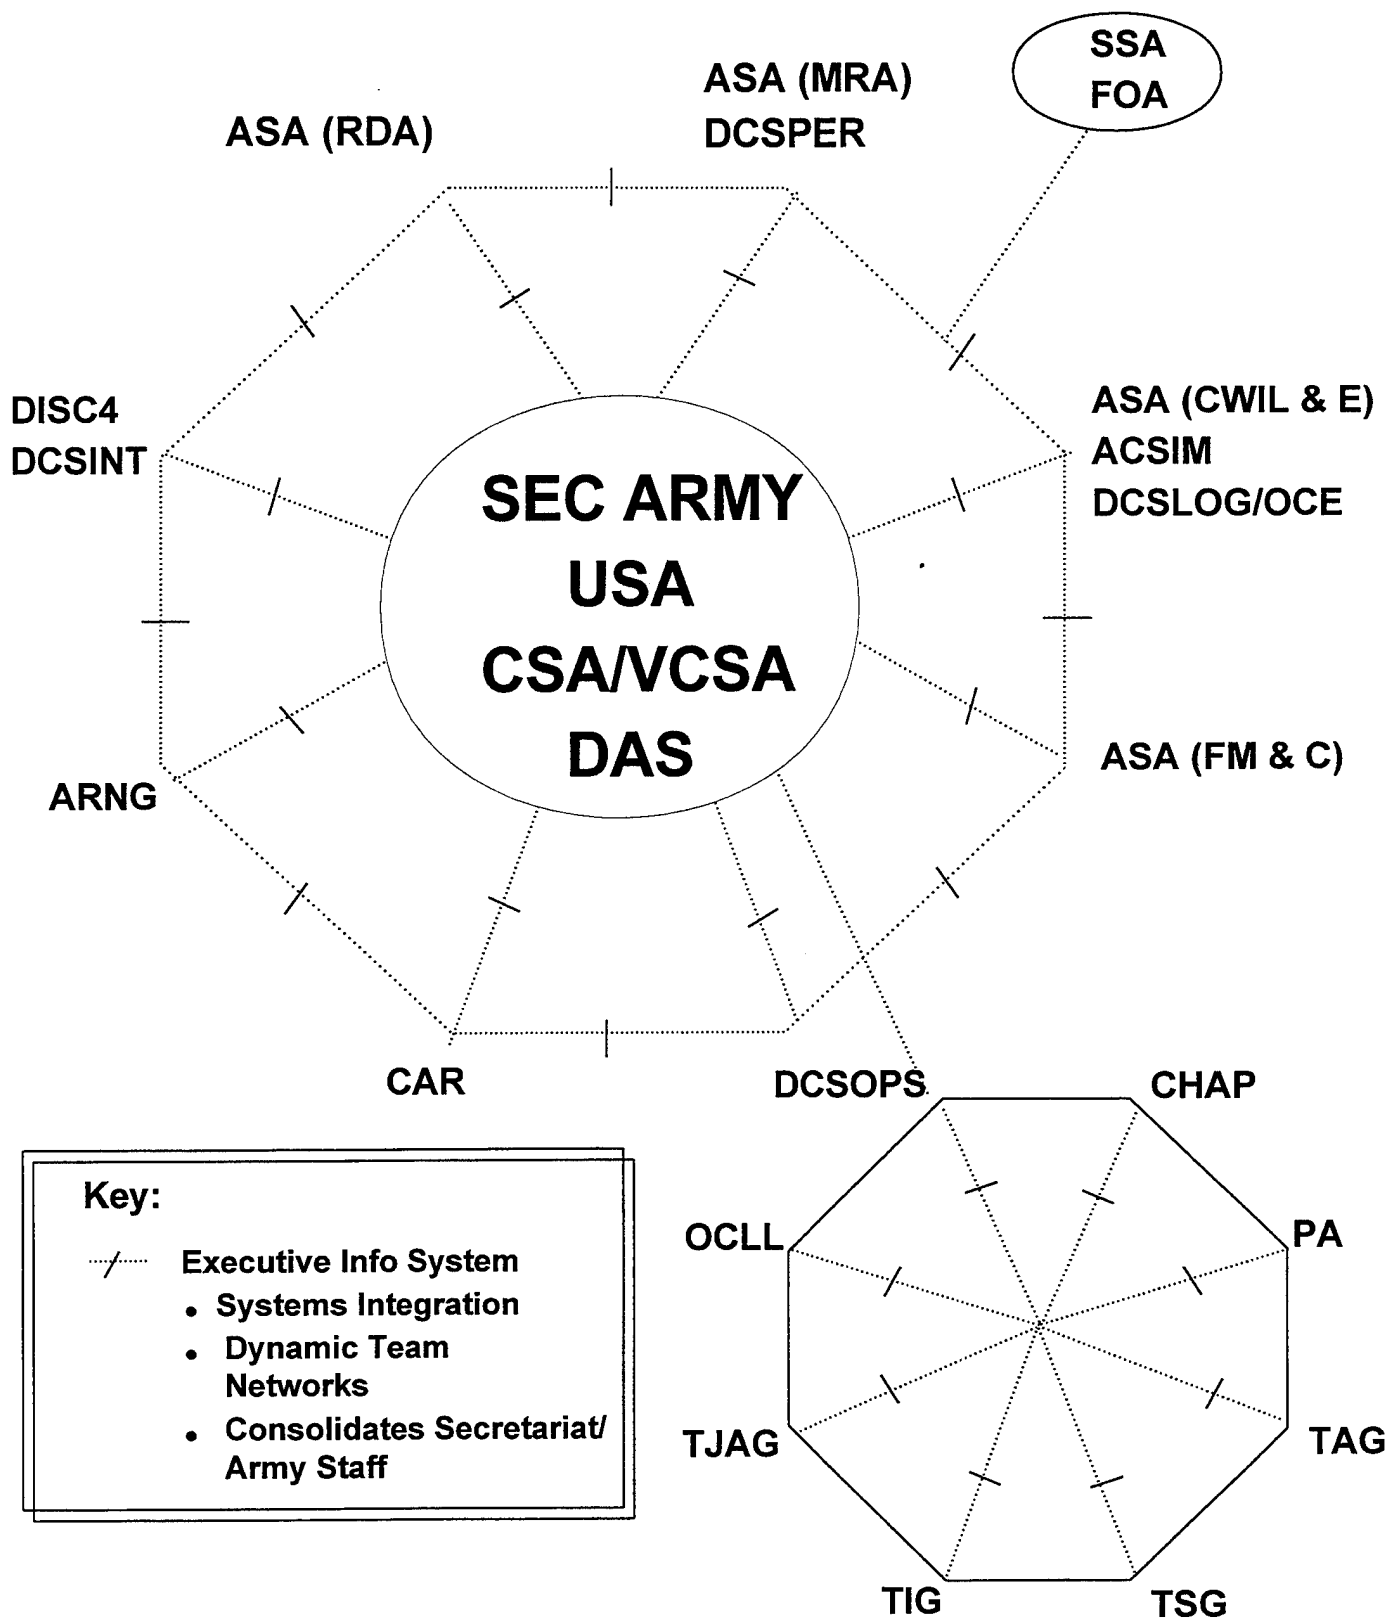 SSA
FOA
ASA (MRA)
DCSPER
ASA (RDA)
DISC4
DCSINT
ASA (CWIL & E)
ACSIM
DCSLOG/OCE
SEC ARMY
USA
CSA/VCSA
DAS
ASA (FM & C)
ARNG
CAR
DCSOPS
CHAP
OCLL
PA
TJAG
TAG
TIG
TSG
Key:
Executive Info System
• Systems Integration
• Dynamic Team
Networks
• Consolidates Secretariat/
Army Staff